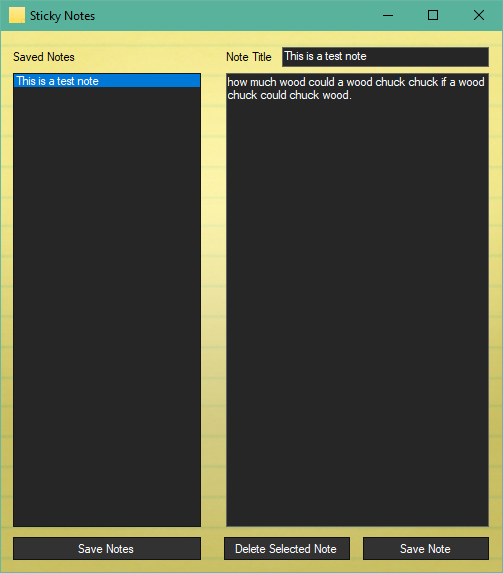 Sticky Notes
Saved Notes
Note Title
This is a test note
This is a test note
how much wood could a wood chuck chuck if a wood
chuck could chuck wood.
Save Notes
Delete Selected Note
Save Note